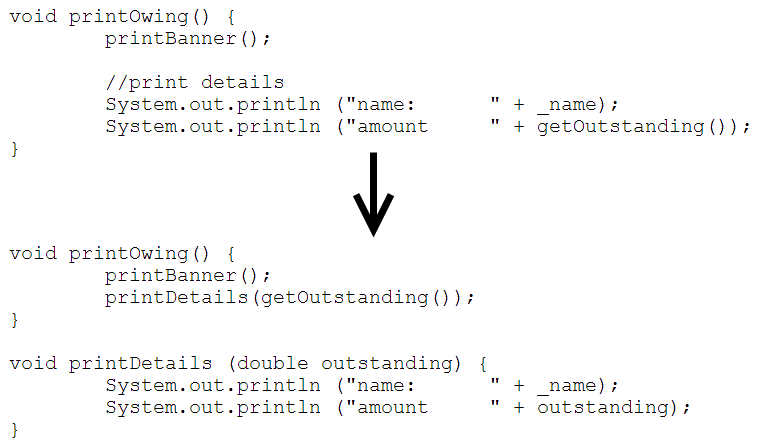 void printOwing() {
        printBanner();

        //print details
        System.out.println ("name:      " + _name);
        System.out.println ("amount     " + getOutstanding());
}

void printOwing() {
        printBanner();
        printDetails(getOutstanding());
}

void printDetails (double outstanding) {
        System.out.println ("name:      " + _name);
        System.out.println ("amount     " + outstanding);
}